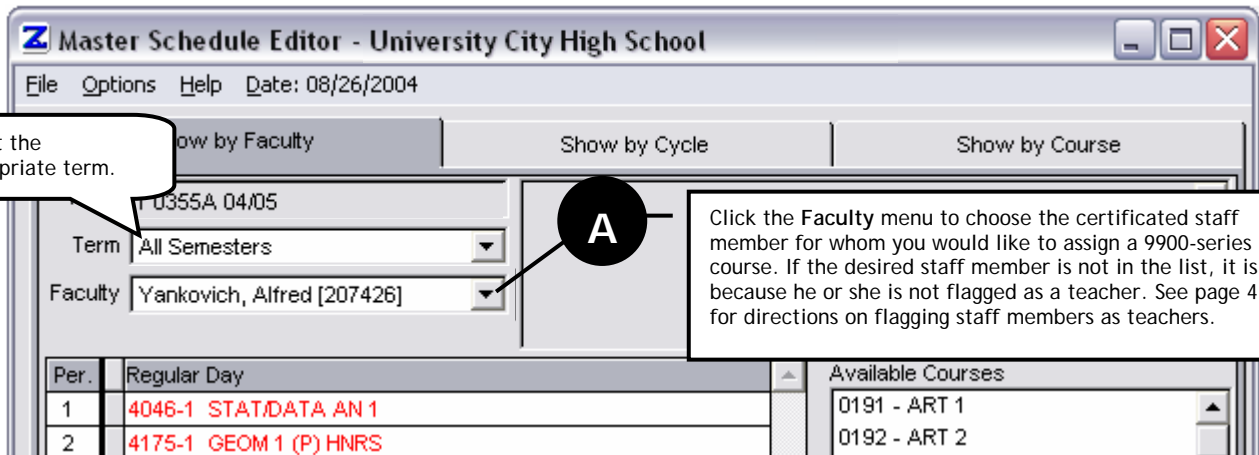 Master Schedule Editor - University City High School
File Options Help Date: 08/26/2004
Show by Cycle
Show by Course
the
term.
by Faculty
0355A 04/05
Term All Semesters
Faculty Yankovich, Alfred [207426]
A
Click the Faculty menu to choose the certificated staff
member for whom you would like to assign a 9900-series
course. If the desired staff member is not in the list, it is
because he or she is not flagged as a teacher. See page 4
for directions on flagging staff members as teachers.
Per. Regular Day
1 4046-1 STAT/DATA AN 1
2 4175-1 GEOM 1 (P) HNRS
Available Courses
0191 - ART 1
0192 - ART 2